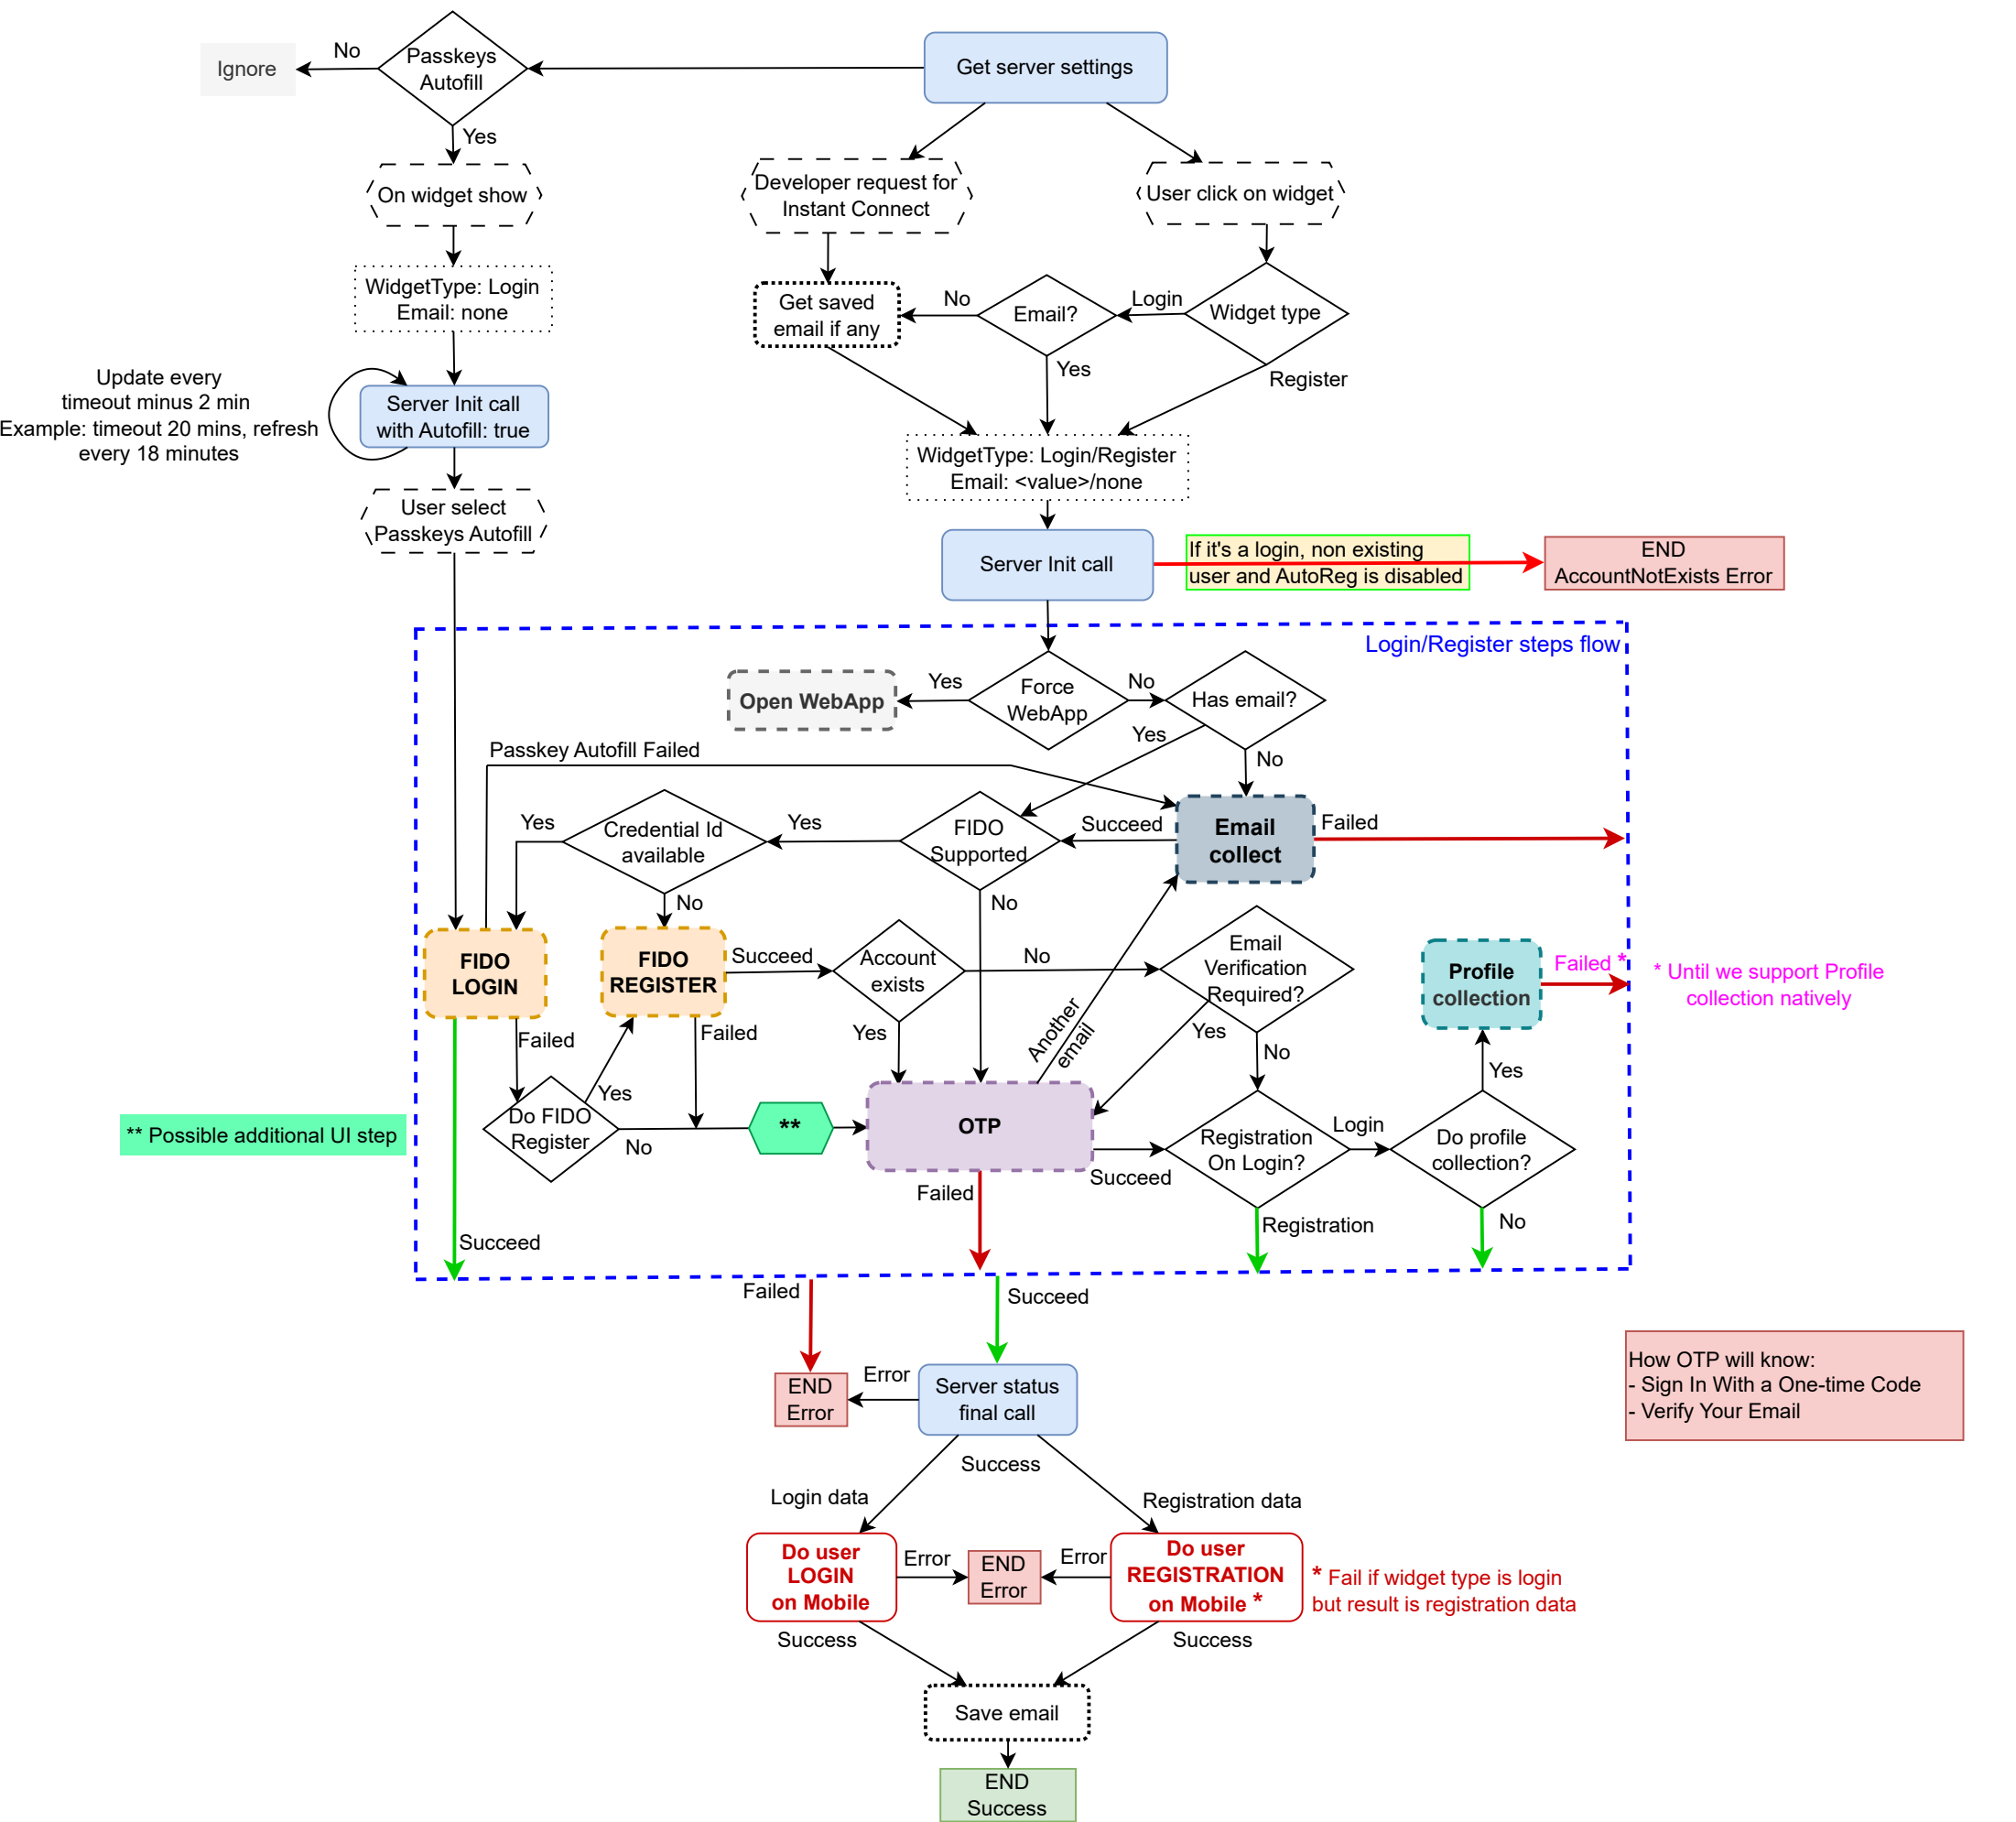 No
Passkeys
Autofill
Ignore
Get server settings
Yes
On widget show
Developer request for
Instant Connect
User click on widget
WidgetType: Login
Email: none
Get saved
email if any
No
Email?
Login
Widget type
Yes
Register
Update every
timeout minus 2 min
Example: timeout 20 mins, refresh
every 18 minutes
Server Init call
with Autofill: true
WidgetType: Login/Register
Email: <value>/none
User select
Passkeys Autofill
Server Init call
If it's a login, non existing
user and AutoReg is disabled
END
AccountNotExists Error
Login/Register steps flow
Open WebApp
Yes
Force
WebApp
No
Has email?
Yes
No
Passkey Autofill Failed
Yes
Credential Id
available
Yes
FIDO
Supported
Succeed
Email
collect
Failed
No
No
FIDO
LOGIN
FIDO
REGISTER
Succeed
Account
exists
No
Email
Verification
Required?
Profile
collection
Failed *
* Until we support Profile
collection natively
Failed
Failed
Yes
Another
email
Yes
No
Yes
Yes
Do FIDO
Register
No
**
OTP
Succeed
Registration
On Login?
Login
Do profile
collection?
** Possible additional UI step
Failed
Registration
No
Succeed
Failed
Succeed
END
Error
Error
Server status
final call
How OTP will know:
- Sign In With a One-time Code
- Verify Your Email
Success
Login data
Registration data
Do user
LOGIN
on Mobile
Error
END
Error
Error
Do user
REGISTRATION
on Mobile *
* Fail if widget type is login
but result is registration data
Success
Success
Save email
END
Success